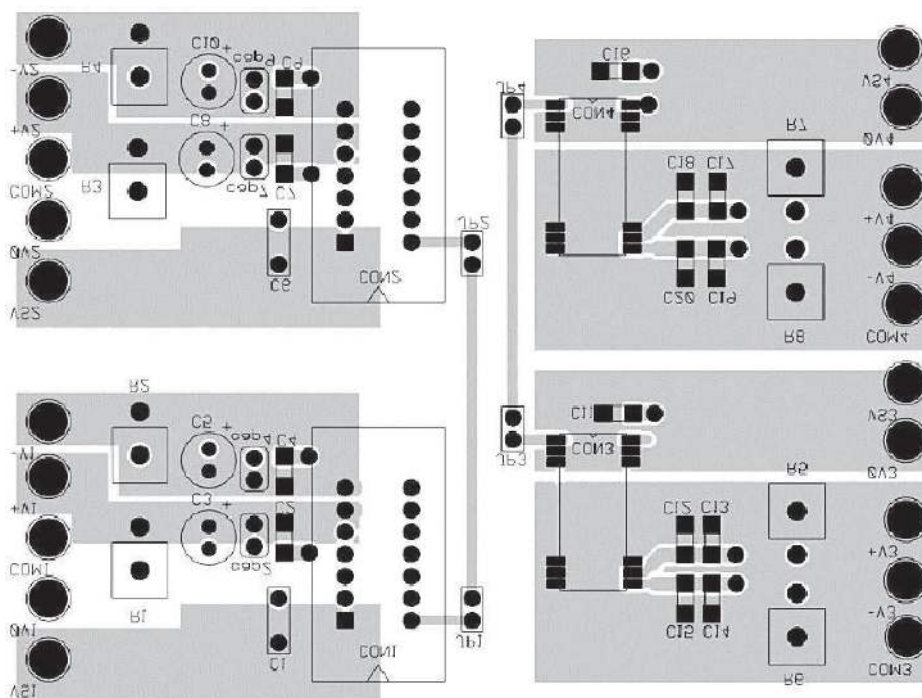 -V2
+V2
COM2
0V2
VS2
R4
R3
C10
+
cap9
C9
C8
+
cap7
C7
C6
CON2
JP2
-V1
+V1
COM1
0V1
VS1
R2
R1
C5
+
cap4
C4
C3
+
cap2
C2
C1
CON1
JP1
JP4
C16
CON4
VS4
0V4
R7
C18 C17
+V4
-V4
C20 C19
R8
COM4
JP3
C11
CON3
VS3
0V3
R5
C12 C13
+V3
-V3
C15 C14
R6
COM3